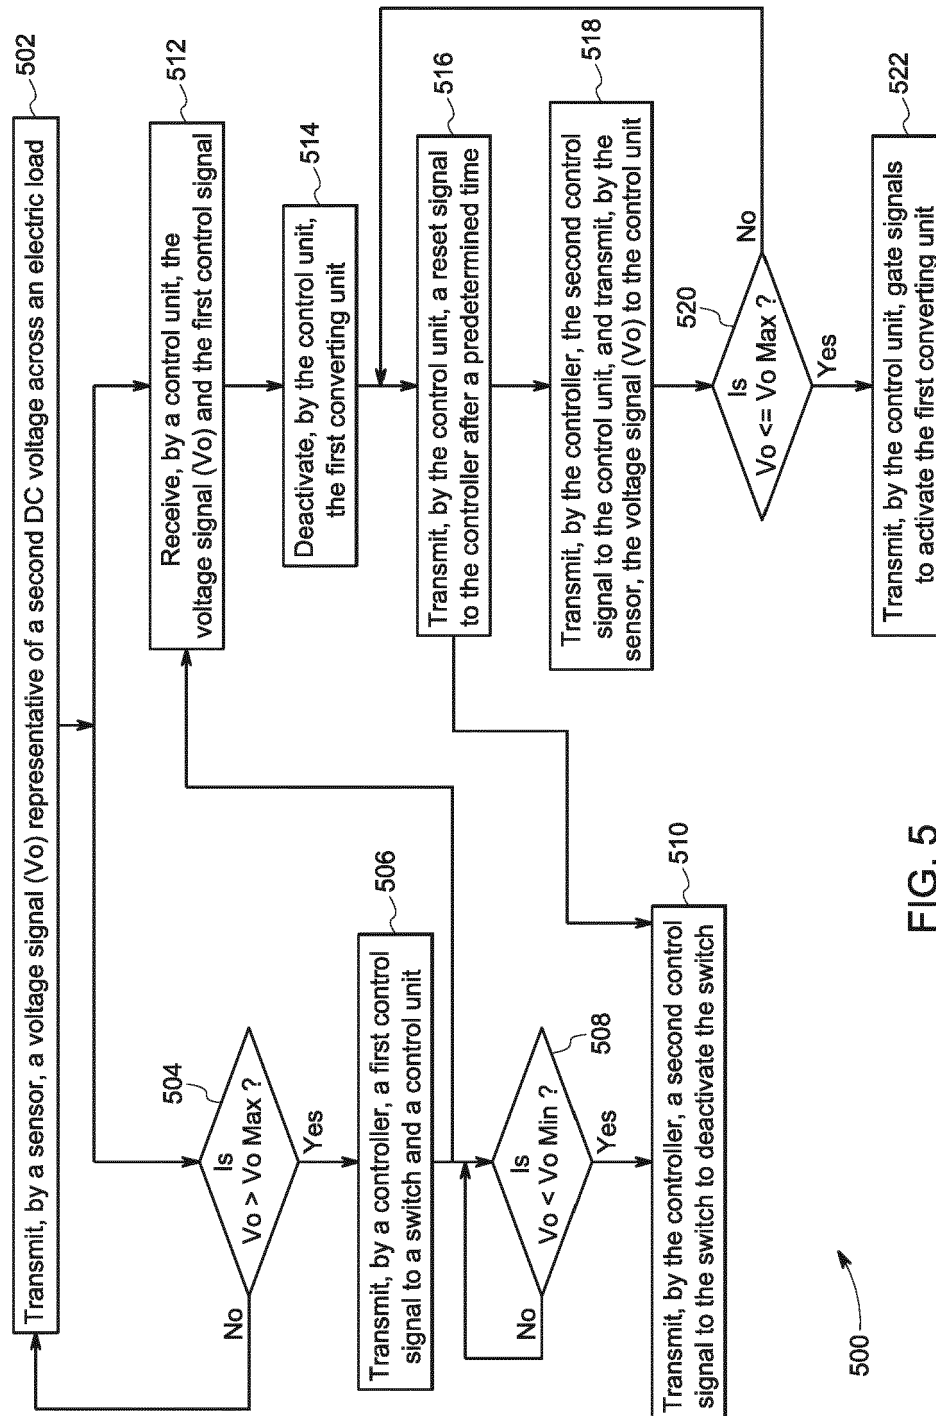 Transmit, by a sensor, a voltage signal (Vo) representative of a second DC voltage across an electric load
502
504
Is
Vo > Vo Max ?
No
Yes
Transmit, by a controller, a first control
signal to a switch and a control unit
506
Is
Vo < Vo Min ?
508
No
Yes
Transmit, by the controller, a second control
signal to the switch to deactivate the switch
510
Receive, by a control unit, the
voltage signal (Vo) and the first control signal
512
Deactivate, by the control unit,
the first converting unit
514
Transmit, by the control unit, a reset signal
to the controller after a predetermined time
516
Transmit, by the controller, the second control
signal to the control unit, and transmit, by the
sensor, the voltage signal (Vo) to the control unit
518
520
Is
Vo <= Vo Max ?
No
Yes
Transmit, by the control unit, gate signals
to activate the first converting unit
522
500
FIG. 5